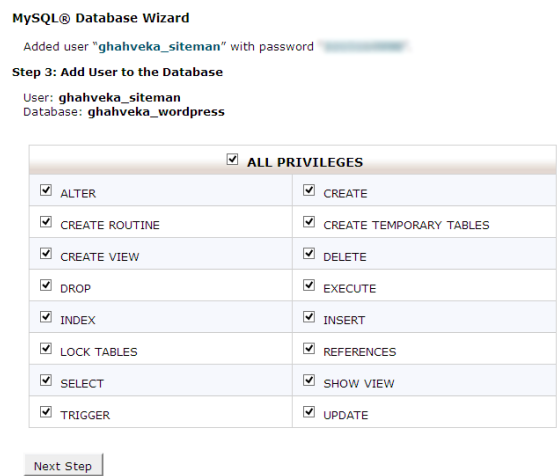 MySQL® Database Wizard
Added user “ghahveka_siteman” with password
Step 3: Add User to the Database
User: ghahveka_siteman
Database: ghahveka_wordpress
ALL PRIVILEGES
ALTER CREATE
CREATE ROUTINE CREATE TEMPORARY TABLES
CREATE VIEW DELETE
DROP EXECUTE
INDEX INSERT
LOCK TABLES REFERENCES
SELECT SHOW VIEW
TRIGGER UPDATE
Next Step